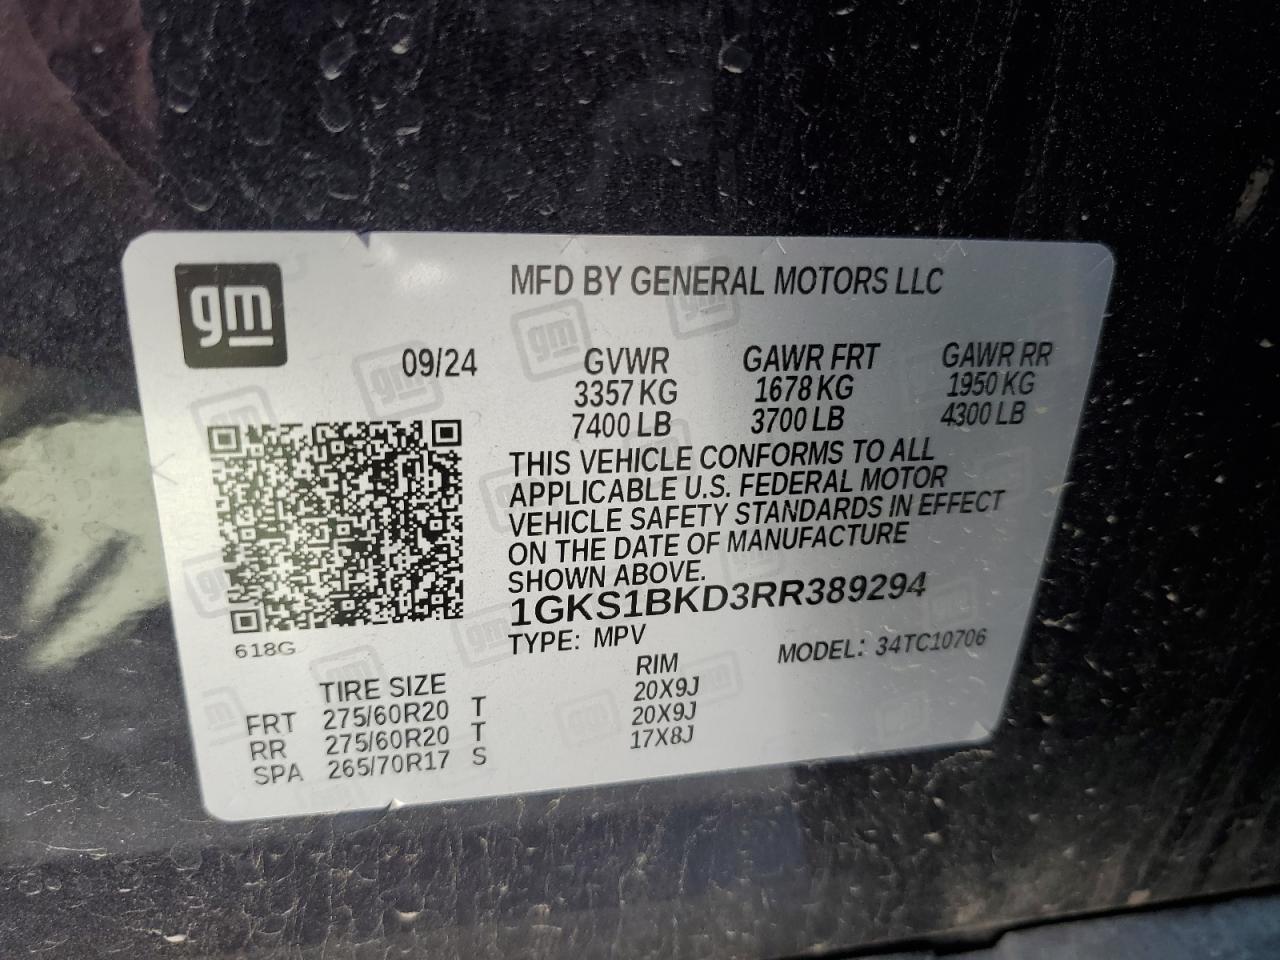 gm
MFD BY GENERAL MOTORS LLC
09/24 GVWR GAWR FRT GAWR RR
3357 KG 1678 KG 1950 KG
7400 LB 3700 LB 4300 LB
THIS VEHICLE CONFORMS TO ALL
APPLICABLE U.S. FEDERAL MOTOR
VEHICLE SAFETY STANDARDS IN EFFECT
ON THE DATE OF MANUFACTURE
SHOWN ABOVE.
1GKS1BKD3RR389294
618G TYPE: MPV MODEL: 34TC10706
TIRE SIZE RIM
FRT 275/60R20 T 20X9J
RR 275/60R20 T 20X9J
SPA 265/70R17 S 17X8J